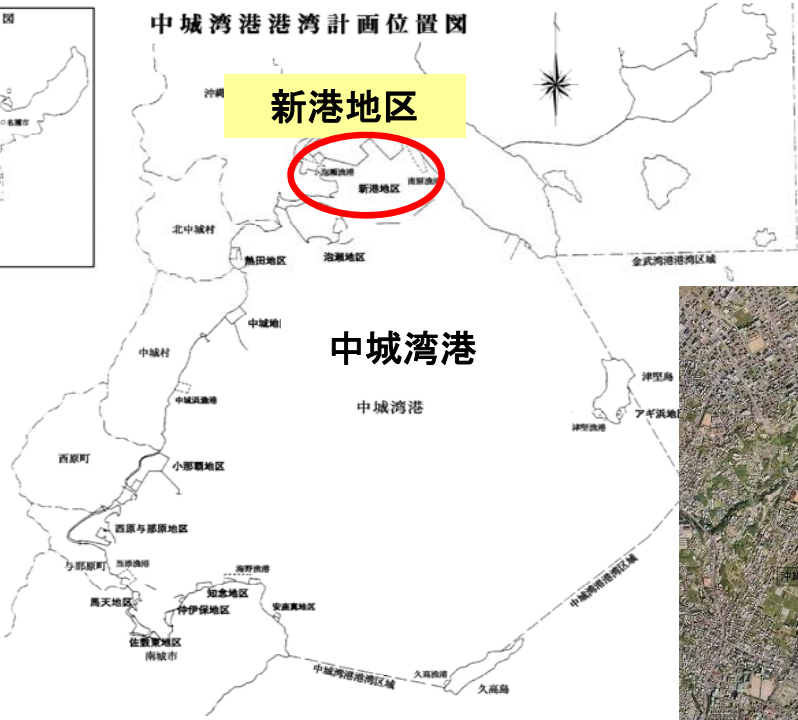 図
中城湾港港湾計画位置図
名護市
沖縄
新港地区
泡瀬漁港
新港地区
南原漁港
北中城村
熱田地区
泡瀬地区
金武湾港港湾区域
中城地
中城湾港
中城村
中城湾港
津堅島
中城浜漁港
アギ浜地
津堅漁港
西原町
小那覇地区
西原与那原地区
与那原町
当添漁港
海野漁港
知念地区
馬天地区
仲伊保地区
安座真地区
佐敷東地区
南城市
中城湾港港湾区域
中城湾港港湾区域
久高漁港
久高島